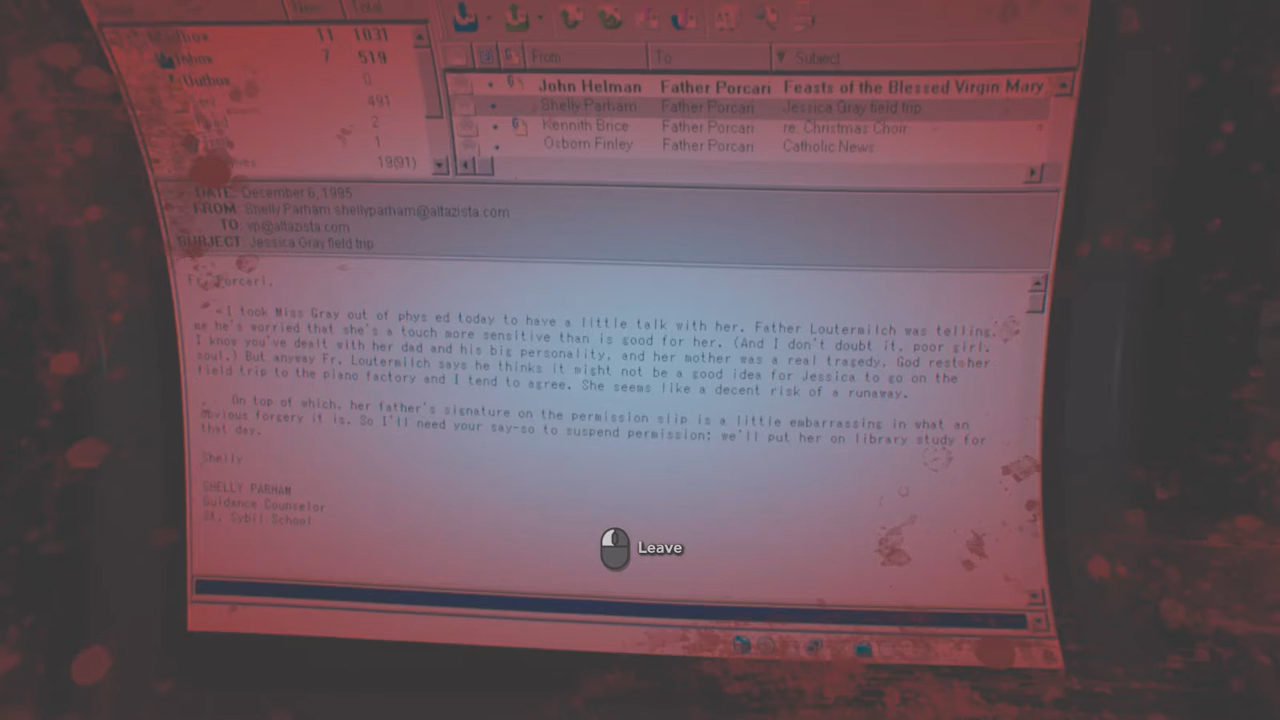 New Total
11 1031
Inbox 7 519
Outbox 0
491
2
1
19(91)
From To Subject
John Helman Father Porcari Feasts of the Blessed Virgin Mary
Shelly Parham Father Porcari Jessica Gray field trip
Kennith Brice Father Porcari re: Christmas Choir
Osborn Finley Father Porcari Catholic News
DATE: December 6, 1995
FROM: Shelly Parham shellyparham@altazista.com
TO: vp@altazista.com
SUBJECT: Jessica Gray field trip
Fr. Porcari,
I took Miss Gray out of phys ed today to have a little talk with her. Father Loutermilch was telling
me he's worried that she's a touch more sensitive than is good for her. (And I don't doubt it, poor girl.
I know you've dealt with her dad and his big personality, and her mother was a real tragedy, God rest her
soul.) But anyway Fr. Loutermilch says he thinks it might not be a good idea for Jessica to go on the
field trip to the piano factory and I tend to agree. She seems like a decent risk of a runaway.
On top of which, her father's signature on the permission slip is a little embarrassing in what an
obvious forgery it is. So I'll need your say-so to suspend permission; we'll put her on library study for
that day.
Shelly
SHELLY PARHAM
Guidance Counselor
St. Sybil School
Leave